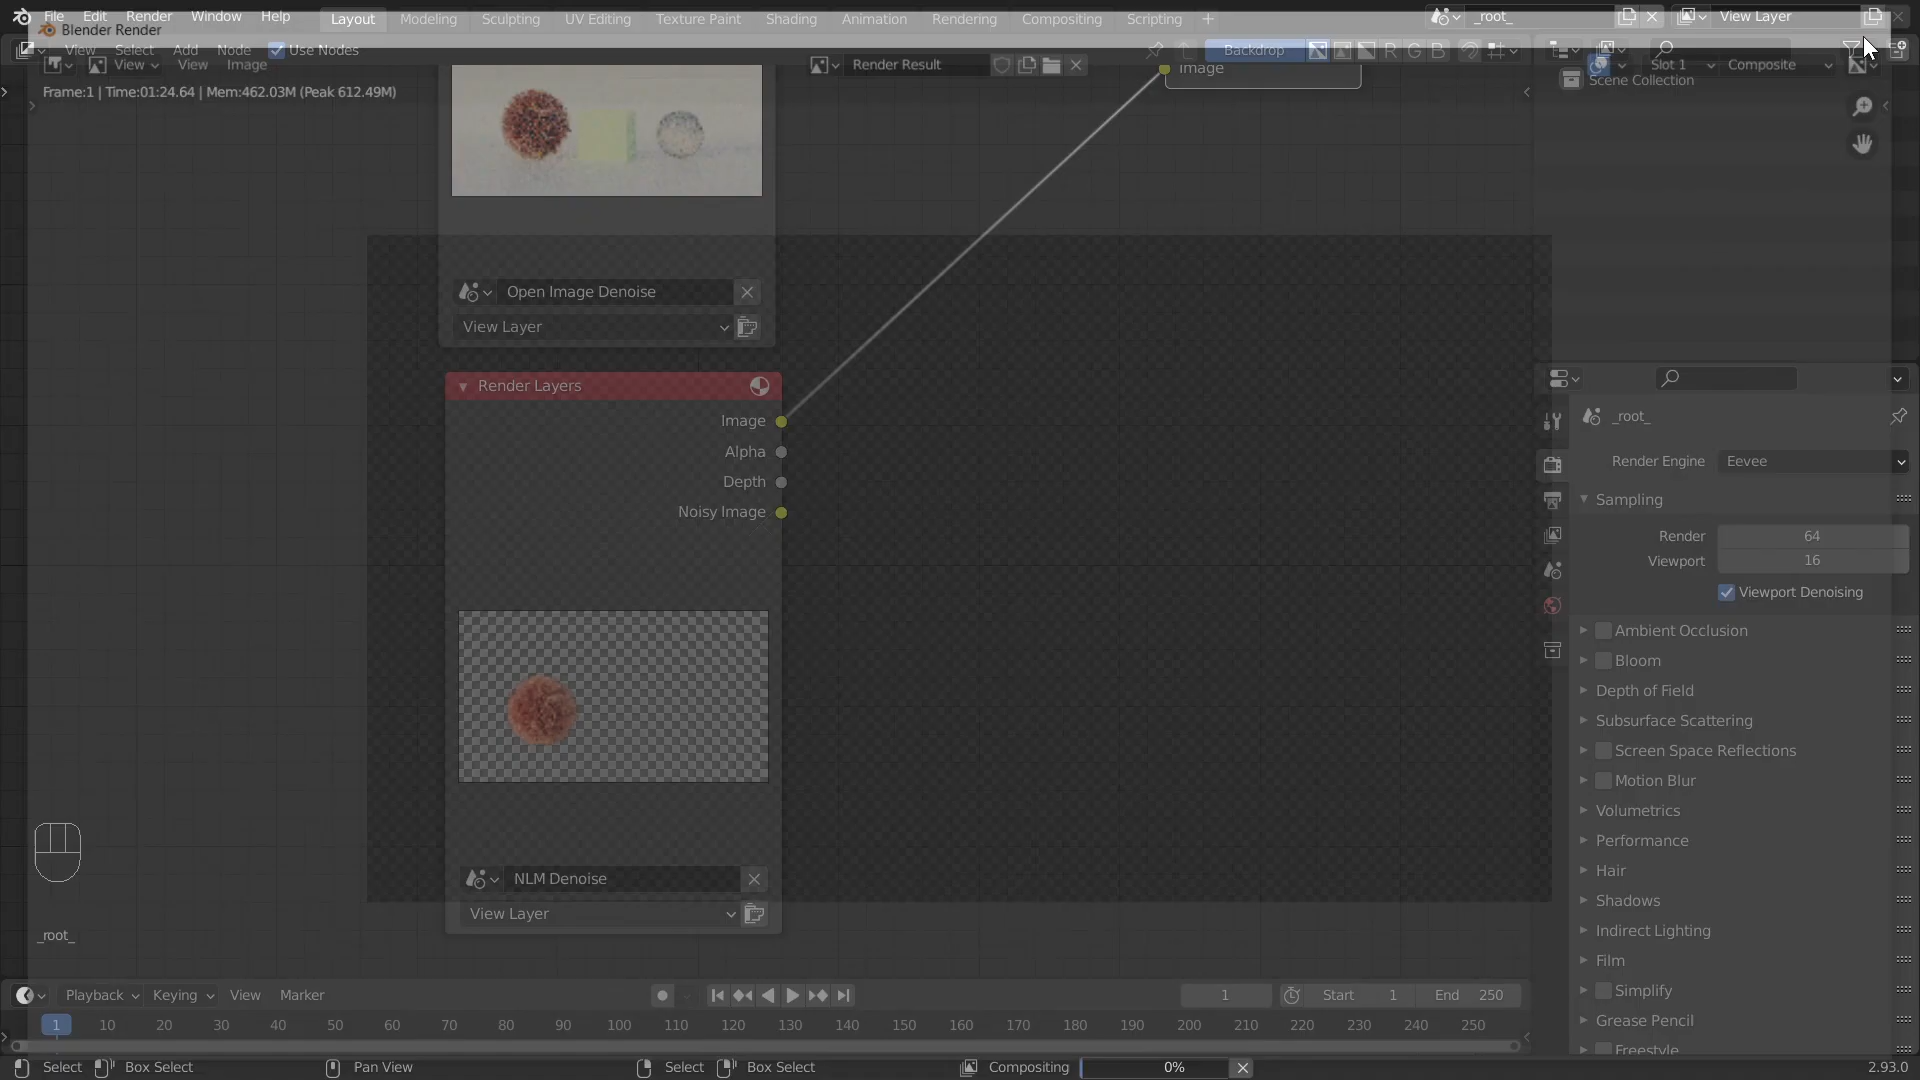 File Edit Render Window Help Layout Modeling Sculpting UV Editing Texture Paint Shading Animation Rendering Compositing Scripting + _root_ View Layer
Blender Render
View Select Add Node Use Nodes Backdrop R G B
View View Image Render Result Slot 1 Composite
Image
Scene Collection
Frame:1 | Time:01:24.64 | Mem:462.03M (Peak 612.49M)
Open Image Denoise
View Layer
Render Layers
Image
Alpha
Depth
Noisy Image
NLM Denoise
View Layer
_root_
_root_
Render Engine Eevee
Sampling
Render 64
Viewport 16
Viewport Denoising
Ambient Occlusion
Bloom
Depth of Field
Subsurface Scattering
Screen Space Reflections
Motion Blur
Volumetrics
Performance
Hair
Shadows
Indirect Lighting
Film
Simplify
Grease Pencil
Freestyle
Playback Keying View Marker 1 Start 1 End 250
1 10 20 30 40 50 60 70 80 90 100 110 120 130 140 150 160 170 180 190 200 210 220 230 240 250
Select Box Select Pan View Select Box Select Compositing 0% 2.93.0